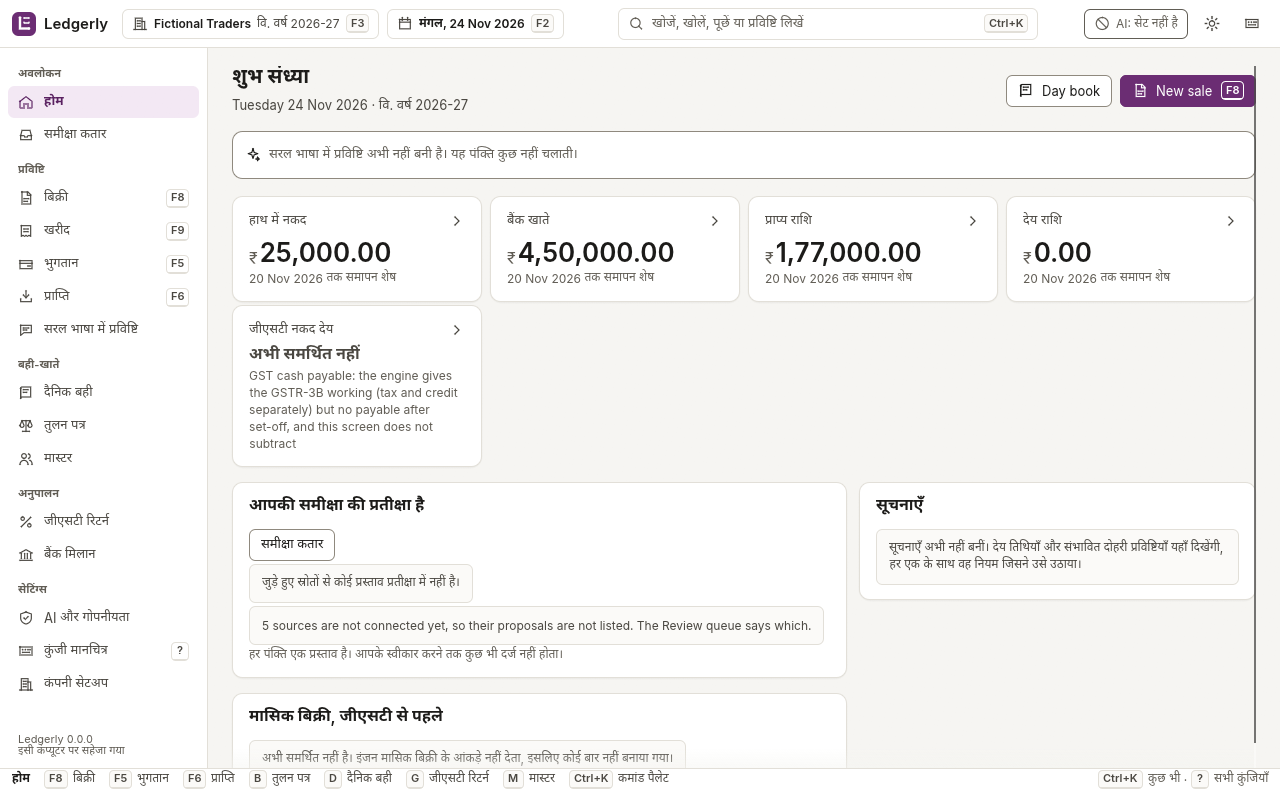 Ledgerly
Fictional Traders वि. वर्ष 2026-27 F3
मंगल, 24 Nov 2026 F2
खोजें, खोलें, पूछें या प्रविष्टि लिखें Ctrl+K
AI: सेट नहीं है
अवलोकन
होम
समीक्षा कतार
प्रविष्टि
बिक्री F8
खरीद F9
भुगतान F5
प्राप्ति F6
सरल भाषा में प्रविष्टि
बही-खाते
दैनिक बही
तुलन पत्र
मास्टर
अनुपालन
जीएसटी रिटर्न
बैंक मिलान
सेटिंग्स
AI और गोपनीयता
कुंजी मानचित्र ?
कंपनी सेटअप
Ledgerly 0.0.0
इसी कंप्यूटर पर सहेजा गया
शुभ संध्या
Tuesday 24 Nov 2026 · वि. वर्ष 2026-27
Day book
New sale F8
सरल भाषा में प्रविष्टि अभी नहीं बनी है। यह पंक्ति कुछ नहीं चलाती।
हाथ में नकद
₹25,000.00
20 Nov 2026 तक समापन शेष
बैंक खाते
₹4,50,000.00
20 Nov 2026 तक समापन शेष
प्राप्य राशि
₹1,77,000.00
20 Nov 2026 तक समापन शेष
देय राशि
₹0.00
20 Nov 2026 तक समापन शेष
जीएसटी नकद देय
अभी समर्थित नहीं
GST cash payable: the engine gives
the GSTR-3B working (tax and credit
separately) but no payable after
set-off, and this screen does not
subtract
आपकी समीक्षा की प्रतीक्षा है
समीक्षा कतार
जुड़े हुए स्रोतों से कोई प्रस्ताव प्रतीक्षा में नहीं है।
5 sources are not connected yet, so their proposals are not listed. The Review queue says which.
हर पंक्ति एक प्रस्ताव है। आपके स्वीकार करने तक कुछ भी दर्ज नहीं होता।
सूचनाएँ
सूचनाएँ अभी नहीं बनीं। देय तिथियाँ और संभावित दोहरी प्रविष्टियाँ यहाँ दिखेंगी,
हर एक के साथ वह नियम जिसने उसे उठाया।
मासिक बिक्री, जीएसटी से पहले
अभी समर्थित नहीं है। इंजन मासिक बिक्री के आंकड़े नहीं देता, इसलिए कोई बार नहीं बनाया गया।
होम F8 बिक्री F5 भुगतान F6 प्राप्ति B तुलन पत्र D दैनिक बही G जीएसटी रिटर्न M मास्टर Ctrl+K कमांड पैलेट
Ctrl+K कुछ भी · ? सभी कुंजियाँ